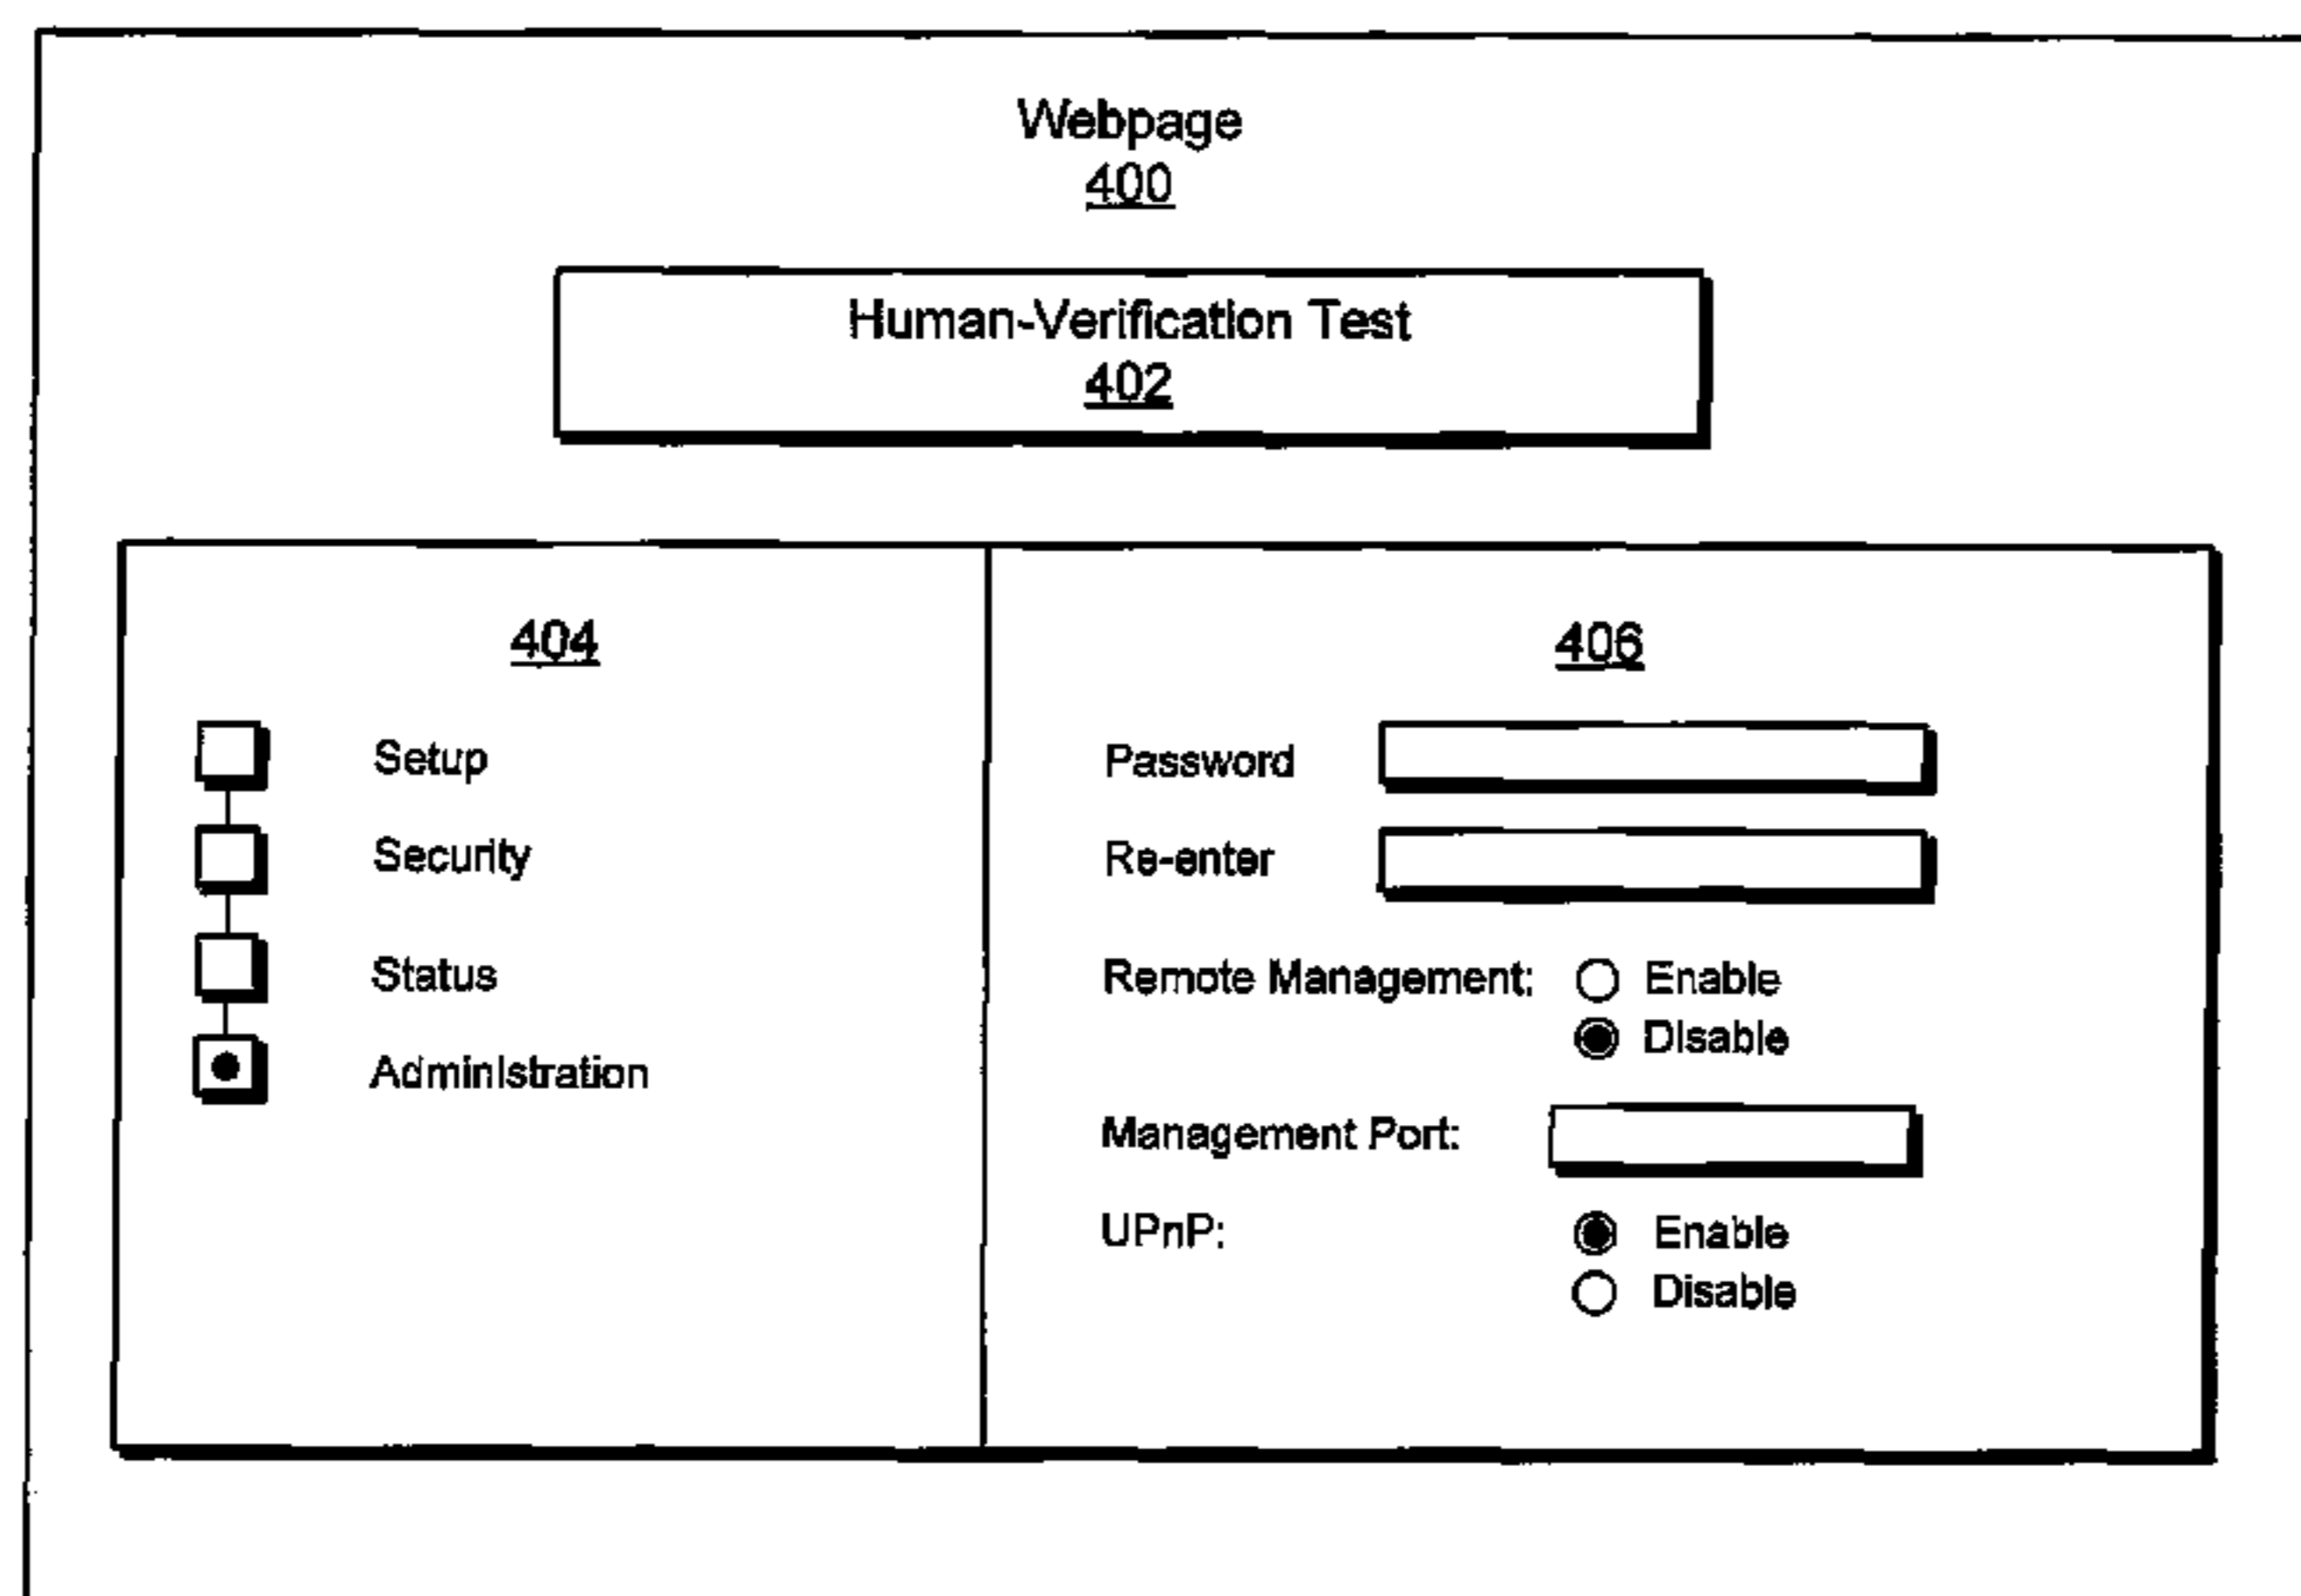 Webpage
400
Human-Verification Test
402
404
Setup
Security
Status
Administration
406
Password
Re-enter
Remote Management: Enable
Disable
Management Port:
UPnP: Enable
Disable